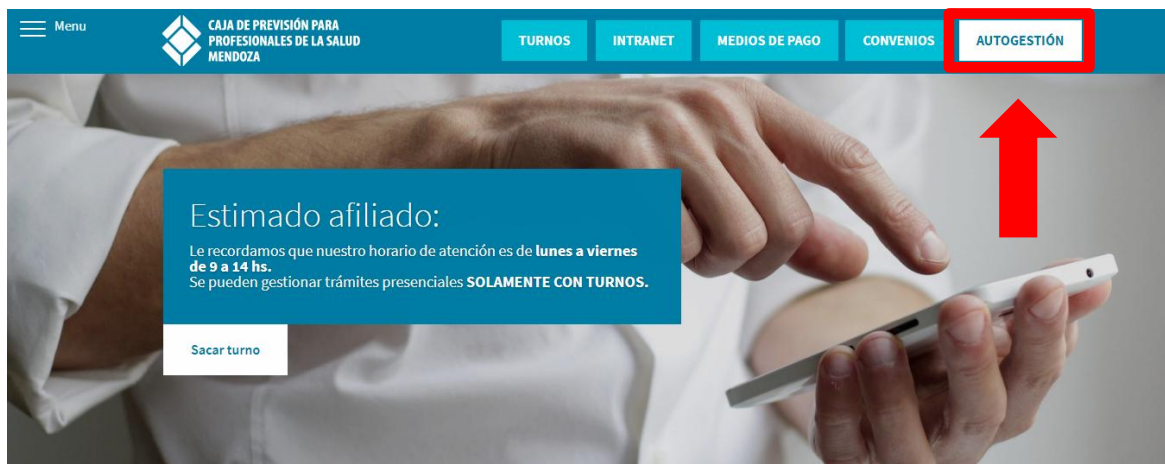 Menu
CAJA DE PREVISIÓN PARA
PROFESIONALES DE LA SALUD
MENDOZA
TURNOS
INTRANET
MEDIOS DE PAGO
CONVENIOS
AUTOGESTIÓN
Estimado afiliado:
Le recordamos que nuestro horario de atención es de lunes a viernes
de 9 a 14 hs.
Se pueden gestionar trámites presenciales SOLAMENTE CON TURNOS.
Sacar turno